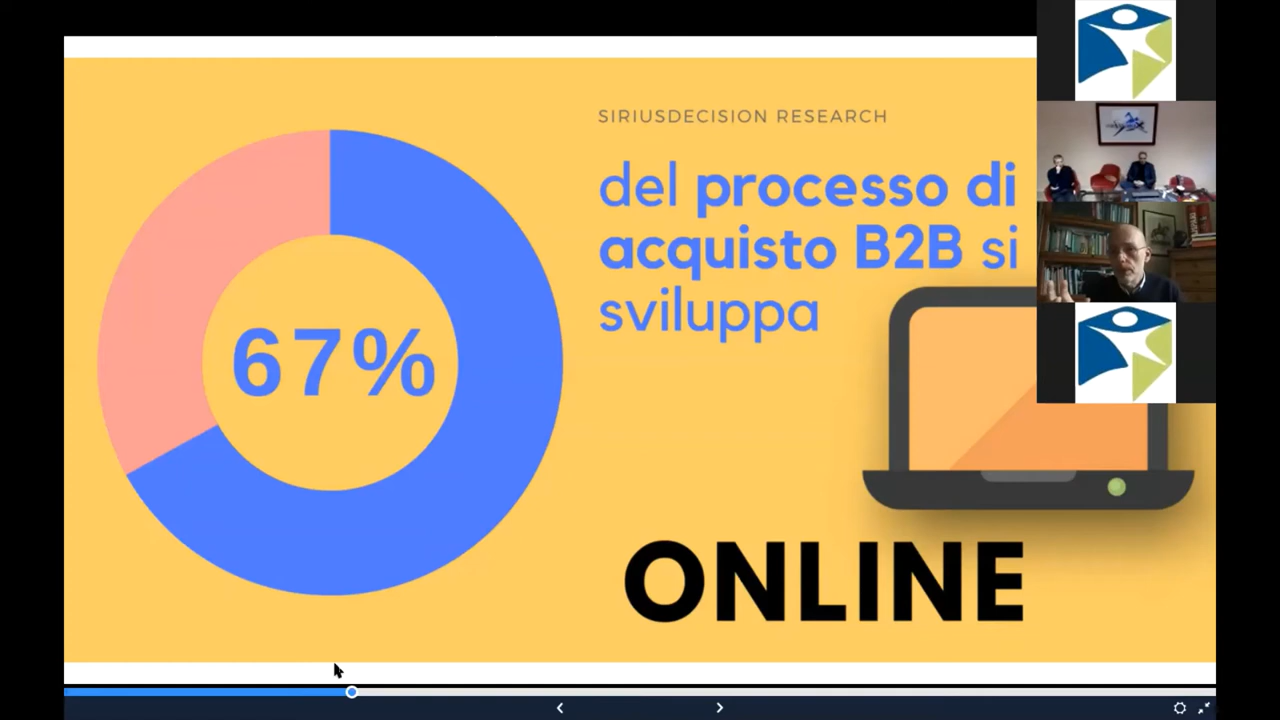 SIRIUSDECISION RESEARCH
del processo di
acquisto B2B si
sviluppa
67%
ONLINE